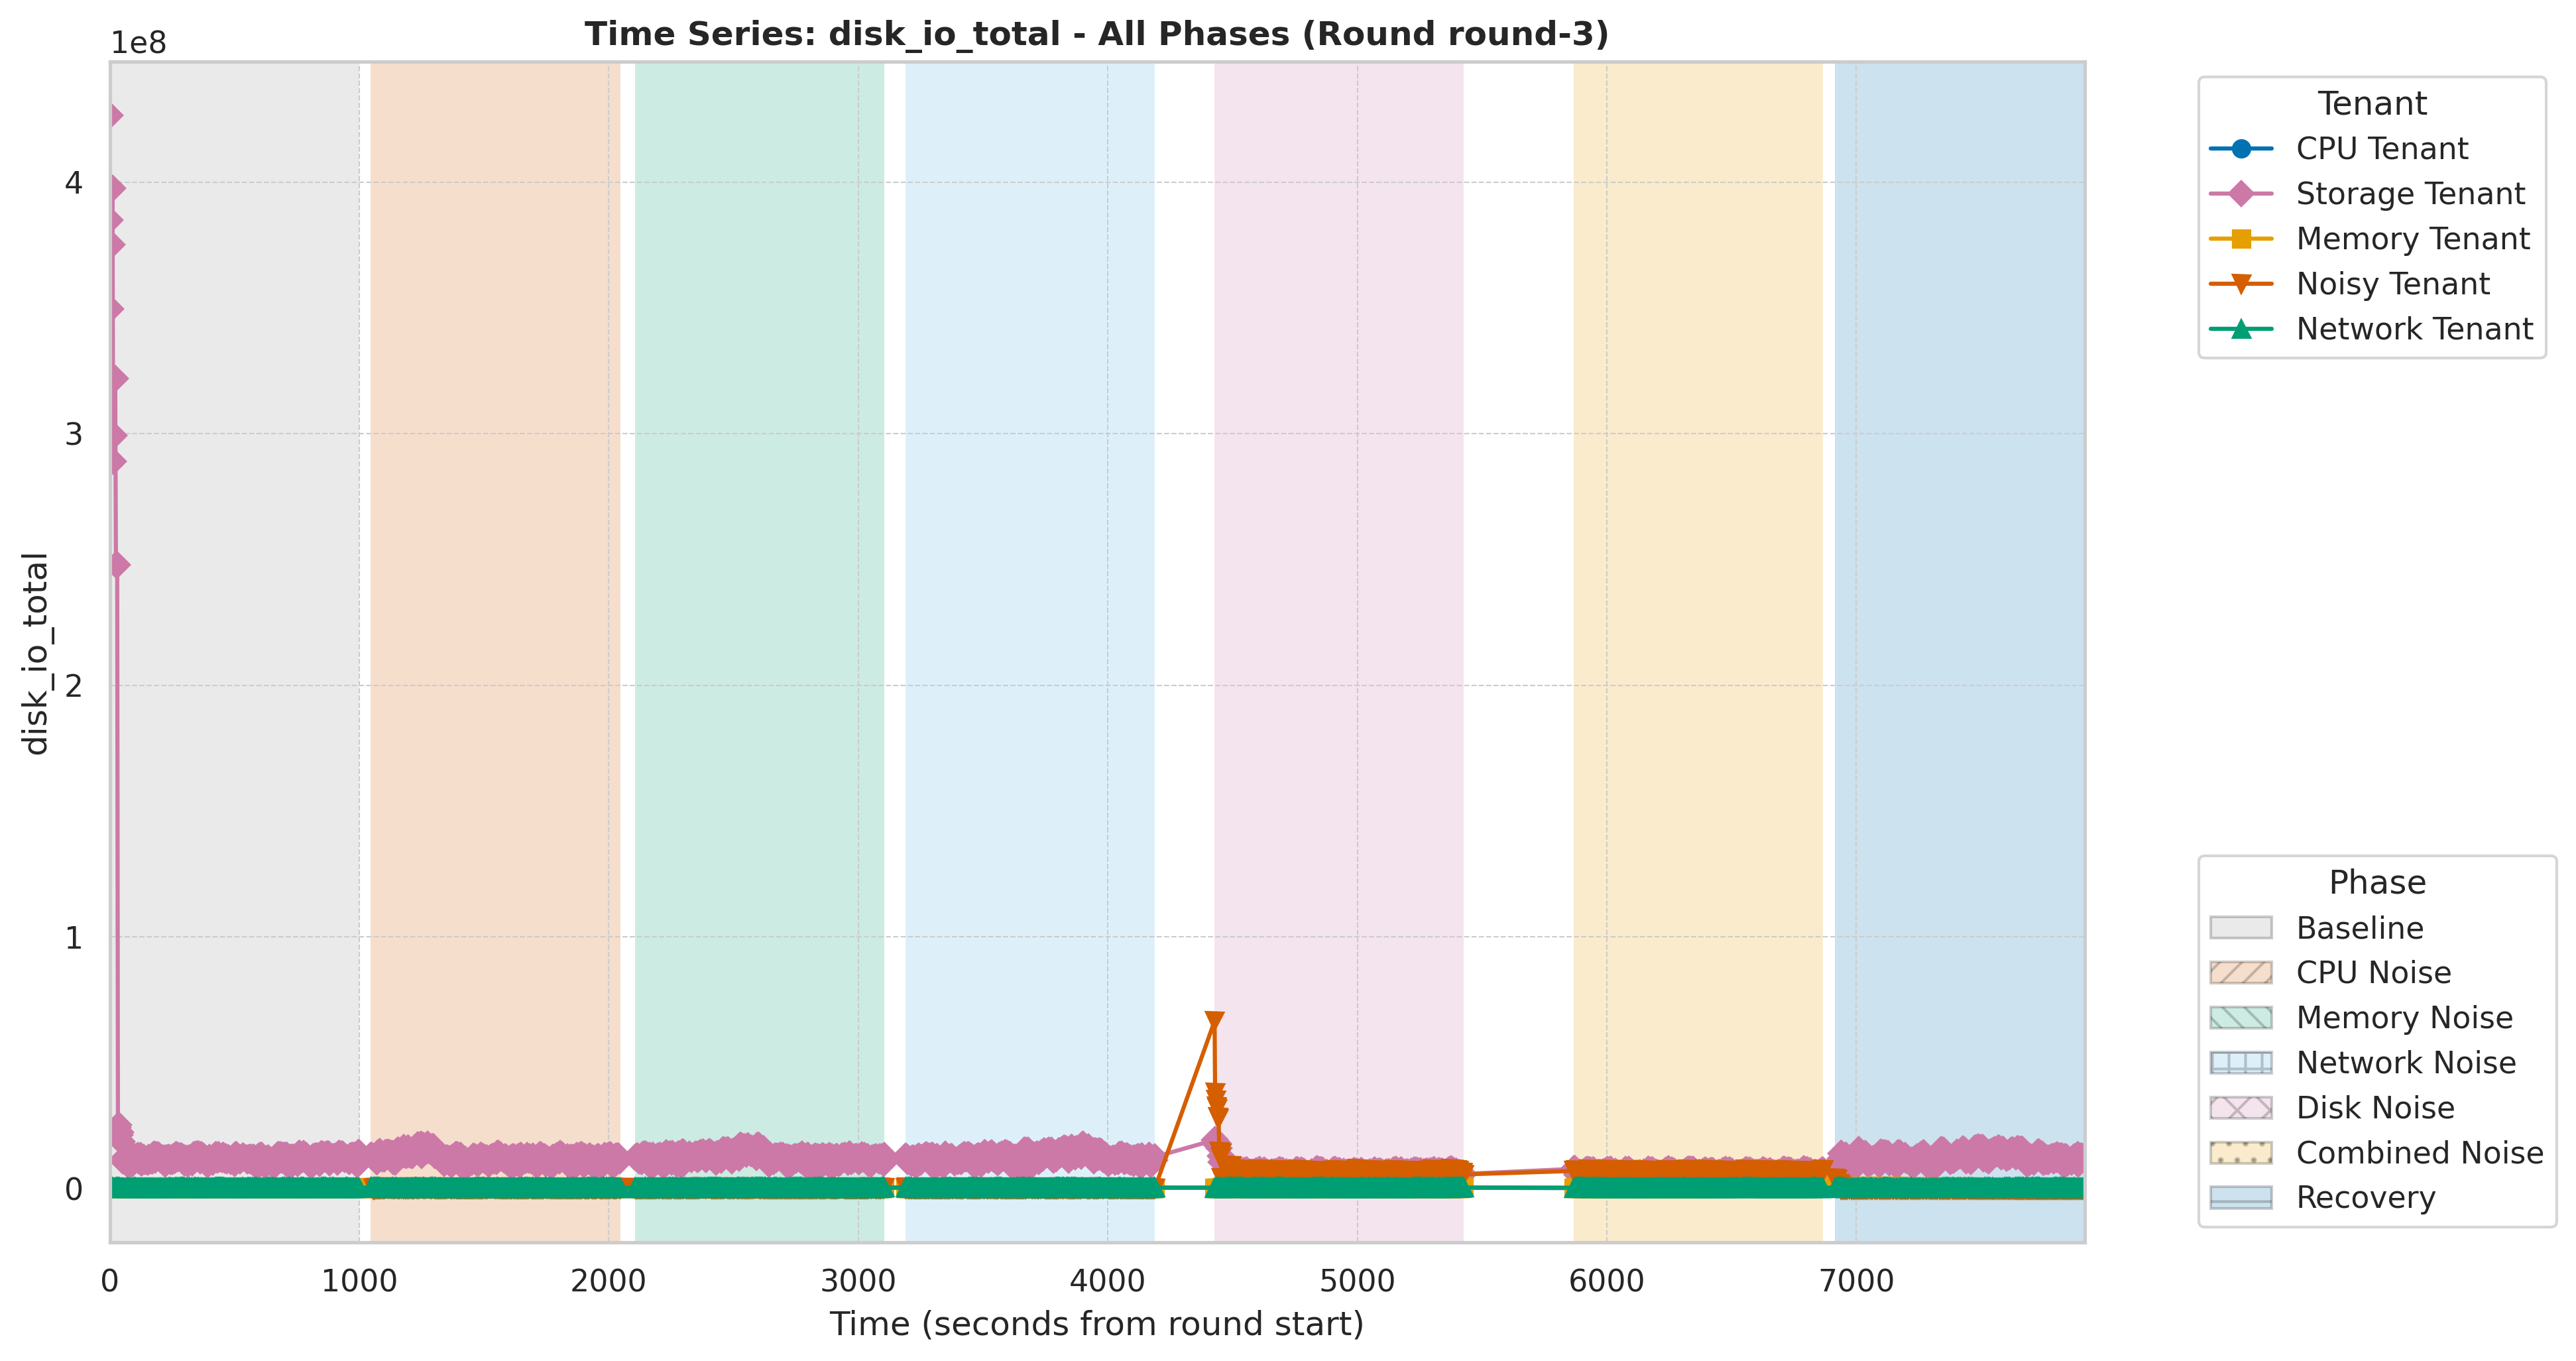 Time Series: disk_io_total - All Phases (Round round-3)
1e8
4
3
2
1
0
disk_io_total
0 1000 2000 3000 4000 5000 6000 7000
Time (seconds from round start)
Tenant
CPU Tenant
Storage Tenant
Memory Tenant
Noisy Tenant
Network Tenant
Phase
Baseline
CPU Noise
Memory Noise
Network Noise
Disk Noise
Combined Noise
Recovery